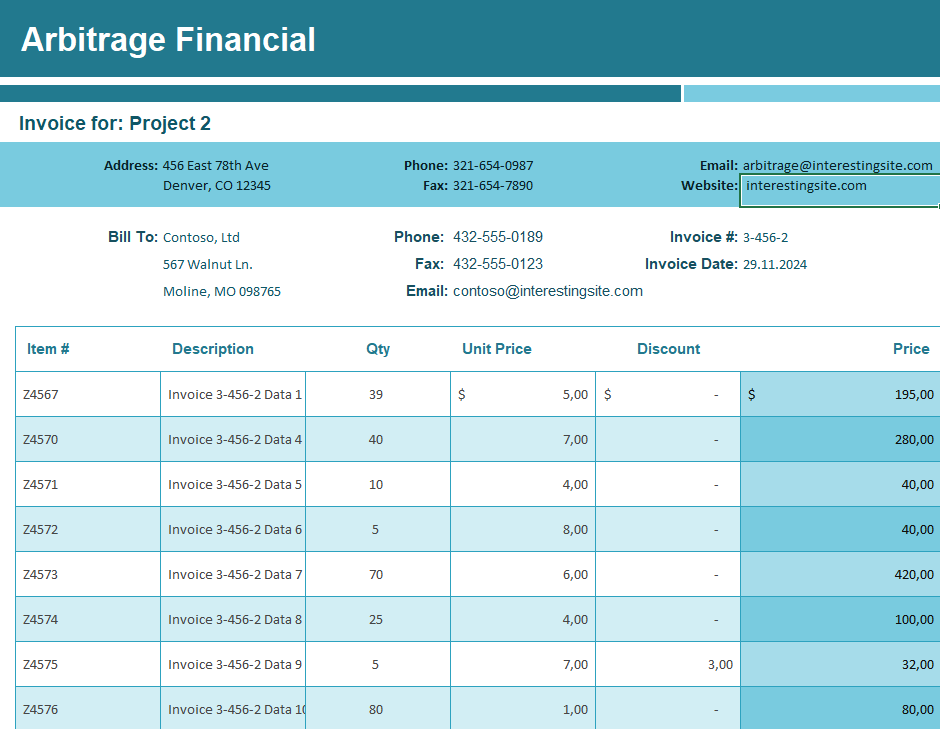 Arbitrage Financial
Invoice for: Project 2
Address: 456 East 78th Ave Phone: 321-654-0987 Email: arbitrage@interestingsite.com
Denver, CO 12345 Fax: 321-654-7890 Website: interestingsite.com
Bill To: Contoso, Ltd Phone: 432-555-0189 Invoice #: 3-456-2
567 Walnut Ln. Fax: 432-555-0123 Invoice Date: 29.11.2024
Moline, MO 098765 Email: contoso@interestingsite.com
Item # Description Qty Unit Price Discount Price
Z4567 Invoice 3-456-2 Data 1 39 $ 5,00 $ - $ 195,00
Z4570 Invoice 3-456-2 Data 4 40 7,00 - 280,00
Z4571 Invoice 3-456-2 Data 5 10 4,00 - 40,00
Z4572 Invoice 3-456-2 Data 6 5 8,00 - 40,00
Z4573 Invoice 3-456-2 Data 7 70 6,00 - 420,00
Z4574 Invoice 3-456-2 Data 8 25 4,00 - 100,00
Z4575 Invoice 3-456-2 Data 9 5 7,00 3,00 32,00
Z4576 Invoice 3-456-2 Data 10 80 1,00 - 80,00